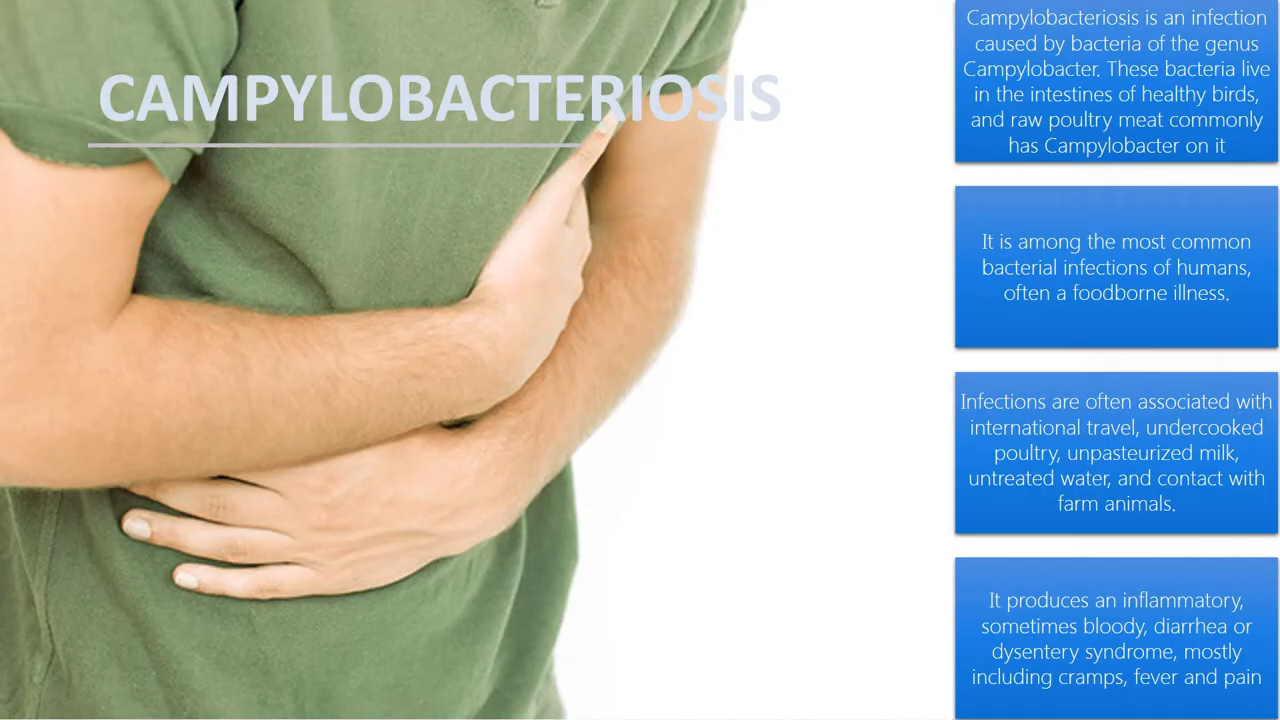 CAMPYLOBACTERIOSIS
Campylobacteriosis is an infection
caused by bacteria of the genus
Campylobacter. These bacteria live
in the intestines of healthy birds,
and raw poultry meat commonly
has Campylobacter on it
It is among the most common
bacterial infections of humans,
often a foodborne illness.
Infections are often associated with
international travel, undercooked
poultry, unpasteurized milk,
untreated water, and contact with
farm animals.
It produces an inflammatory,
sometimes bloody, diarrhea or
dysentery syndrome, mostly
including cramps, fever and pain